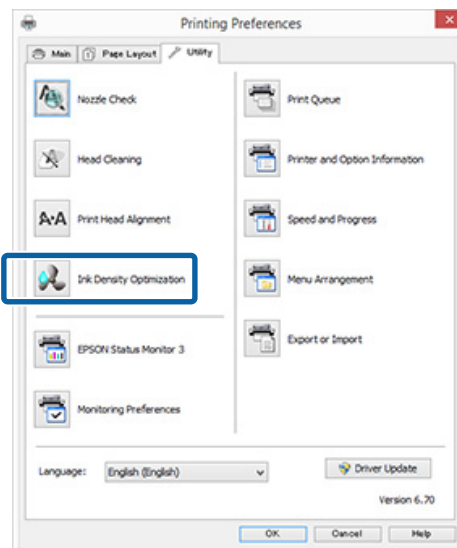 Printing Preferences
Main
Page Layout
Utility
Nozzle Check
Print Queue
Head Cleaning
Printer and Option Information
A·A
Print Head Alignment
Speed and Progress
Ink Density Optimization
Menu Arrangement
EPSON Status Monitor 3
Export or Import
Monitoring Preferences
Language:
English (English)
Driver Update
Version 6.70
OK
Cancel
Help